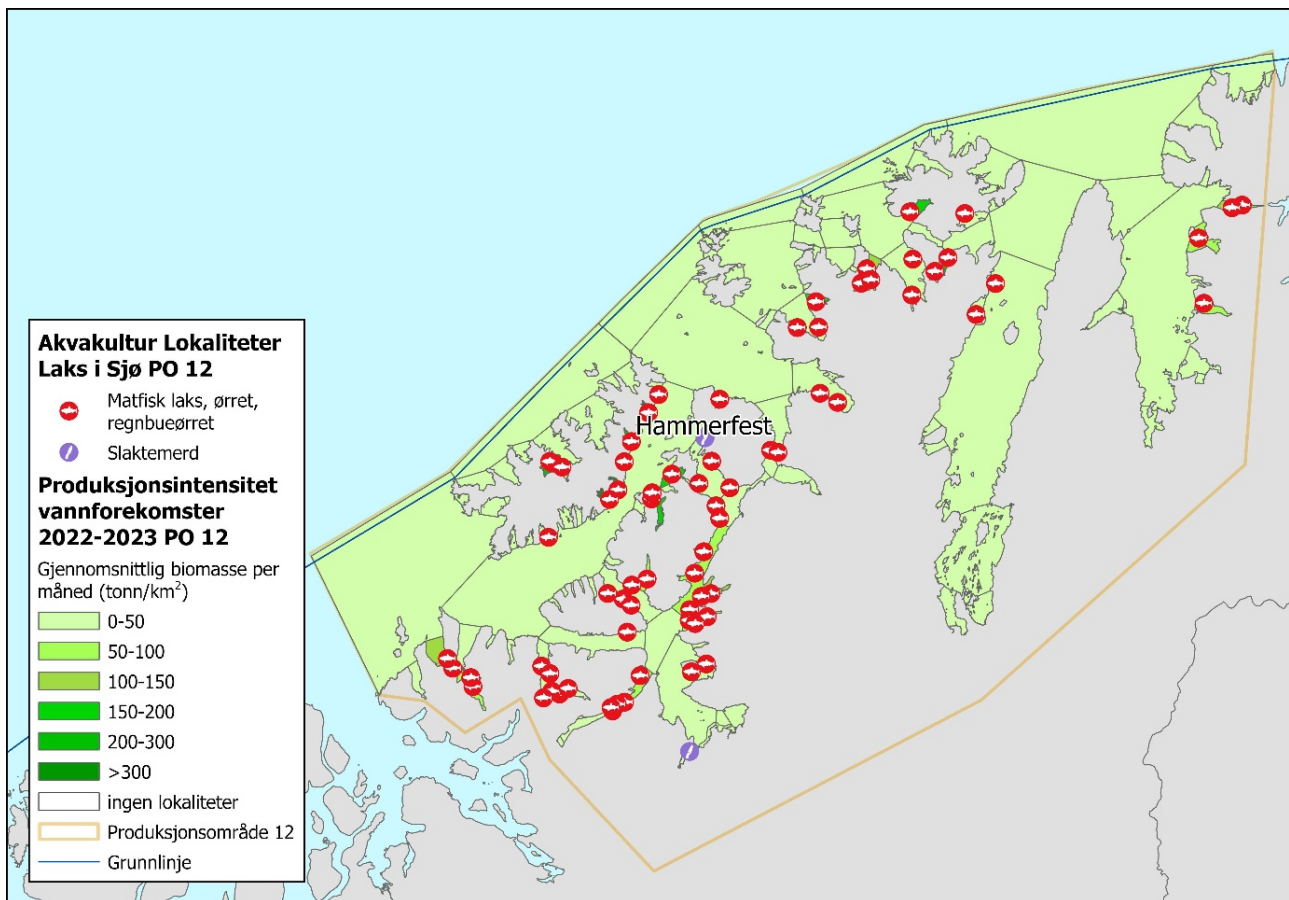 Akvakultur Lokaliteter
Laks i Sjø PO 12
Matfisk laks, ørret,
regnbueørret
Slaktemerd
Produksjonsintensitet
vannforekomster
2022-2023 PO 12
Gjennomsnittlig biomasse per
måned (tonn/km²)
0-50
50-100
100-150
150-200
200-300
>300
ingen lokaliteter
Produksjonsområde 12
Grunnlinje
Hammerfest